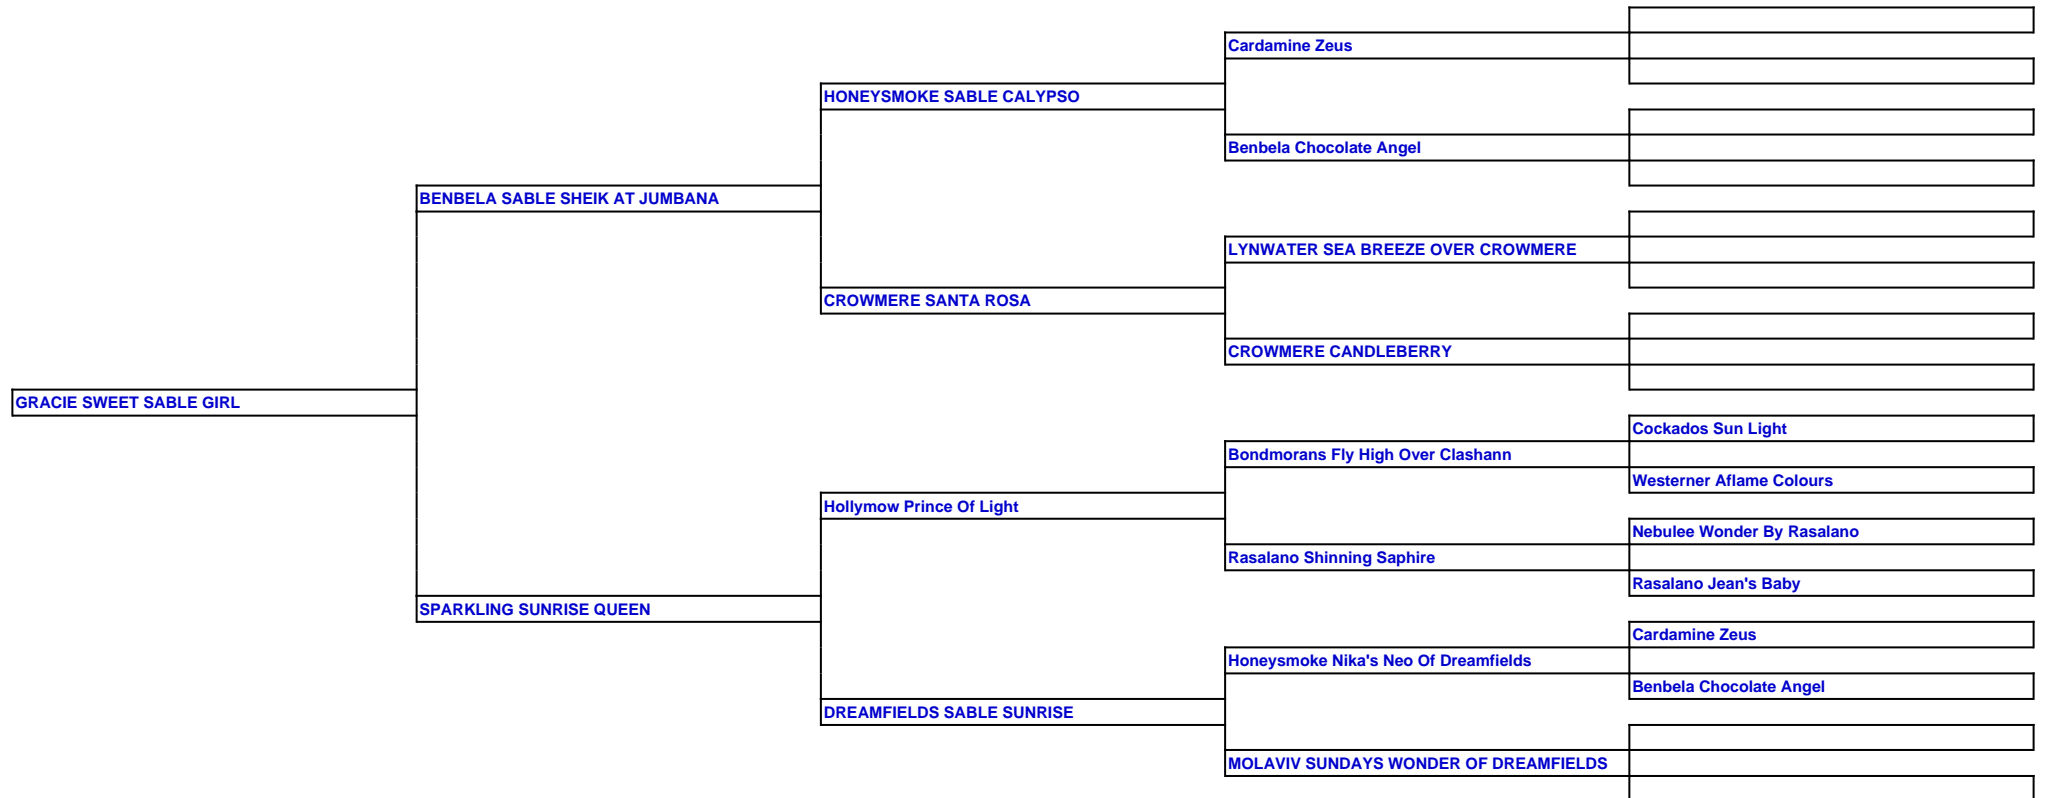 Cardamine Zeus
HONEYSMOKE SABLE CALYPSO
Benbela Chocolate Angel
BENBELA SABLE SHEIK AT JUMBANA
LYNWATER SEA BREEZE OVER CROWMERE
CROWMERE SANTA ROSA
CROWMERE CANDLEBERRY
GRACIE SWEET SABLE GIRL
Cockados Sun Light
Bondmorans Fly High Over Clashann
Westerner Aflame Colours
Hollymow Prince Of Light
Nebulee Wonder By Rasalano
Rasalano Shinning Saphire
Rasalano Jean's Baby
SPARKLING SUNRISE QUEEN
Cardamine Zeus
Honeysmoke Nika's Neo Of Dreamfields
Benbela Chocolate Angel
DREAMFIELDS SABLE SUNRISE
MOLAVIV SUNDAYS WONDER OF DREAMFIELDS